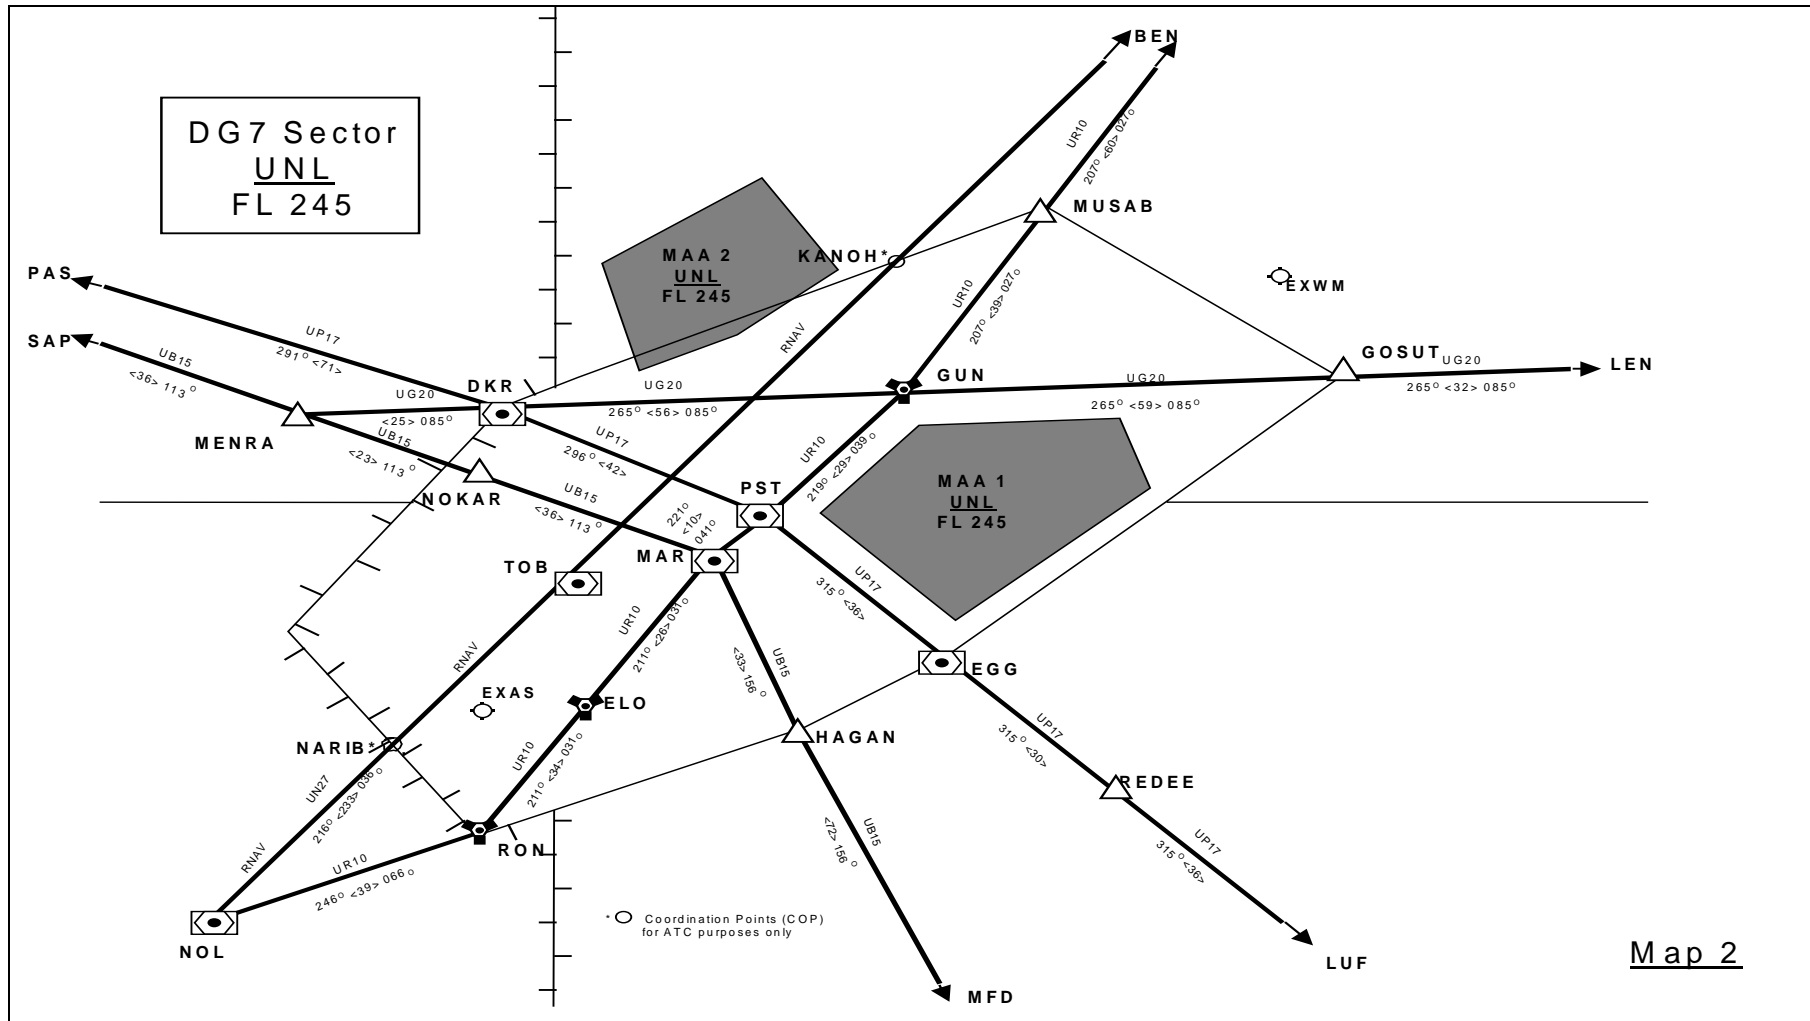 BEN
DG7 Sector
UNL
FL 245
UR10
207° <60> 027°
MUSAB
MAA 2
UNL
FL 245
KANOH*
EXWM
PAS
UR10
207° <39> 027°
SAP
UP17
291° <71>
RNAV
UB15
<36> 113°
GOSUT
UG20
LEN
265° <32> 085°
DKR
UG20
UG20
265° <56> 085°
GUN
UG20
265° <59> 085°
MENRA
<25> 085°
UB15
<23> 113°
UP17
296° <42>
UR10
219° <29> 039°
NOKAR
UB15
<36> 113°
PST
MAA 1
UNL
FL 245
221°
<10>
041°
MAR
TOB
UP17
315° <36>
UR10
211° <26> 031°
RNAV
UB15
<33> 156°
EGG
EXAS
ELO
HAGAN
NARIB*
UR10
211° <34> 031°
UP17
315° <30>
REDEE
UN27
216° <233> 036°
RNAV
RON
UR10
246° <39> 066°
UB15
<72> 156°
UP17
315° <36>
NOL
* Coordination Points (COP)
for ATC purposes only
LUF
MFD
Map 2